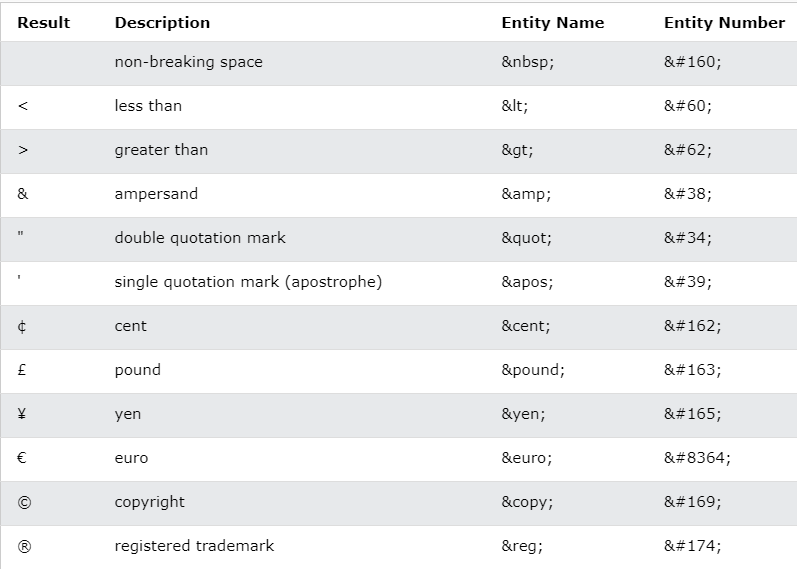 Result Description Entity Name Entity Number
non-breaking space &nbsp; &#160;
< less than &lt; &#60;
> greater than &gt; &#62;
& ampersand &amp; &#38;
" double quotation mark &quot; &#34;
' single quotation mark (apostrophe) &apos; &#39;
¢ cent &cent; &#162;
£ pound &pound; &#163;
¥ yen &yen; &#165;
€ euro &euro; &#8364;
© copyright &copy; &#169;
® registered trademark &reg; &#174;